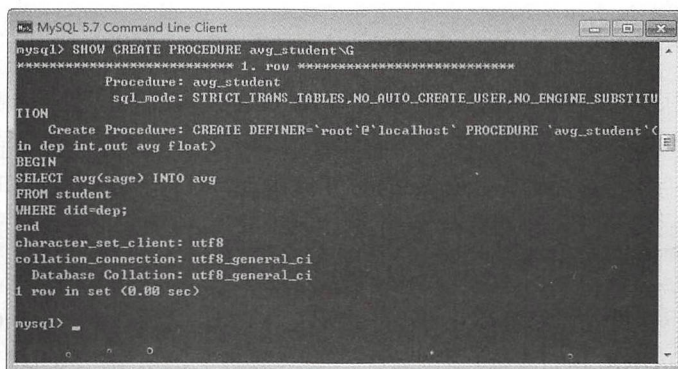 MySQL 5.7 Command Line Client
mysql> SHOW CREATE PROCEDURE avg_student\G
*************************** 1. row ***************************
Procedure: avg_student
sql_mode: STRICT_TRANS_TABLES,NO_AUTO_CREATE_USER,NO_ENGINE_SUBSTITU
TION
Create Procedure: CREATE DEFINER=`root`@`localhost` PROCEDURE `avg_student`(
in dep int,out avg float)
BEGIN
SELECT avg(sage) INTO avg
FROM student
WHERE did=dep;
end
character_set_client: utf8
collation_connection: utf8_general_ci
Database Collation: utf8_general_ci
1 row in set (0.00 sec)
mysql> _